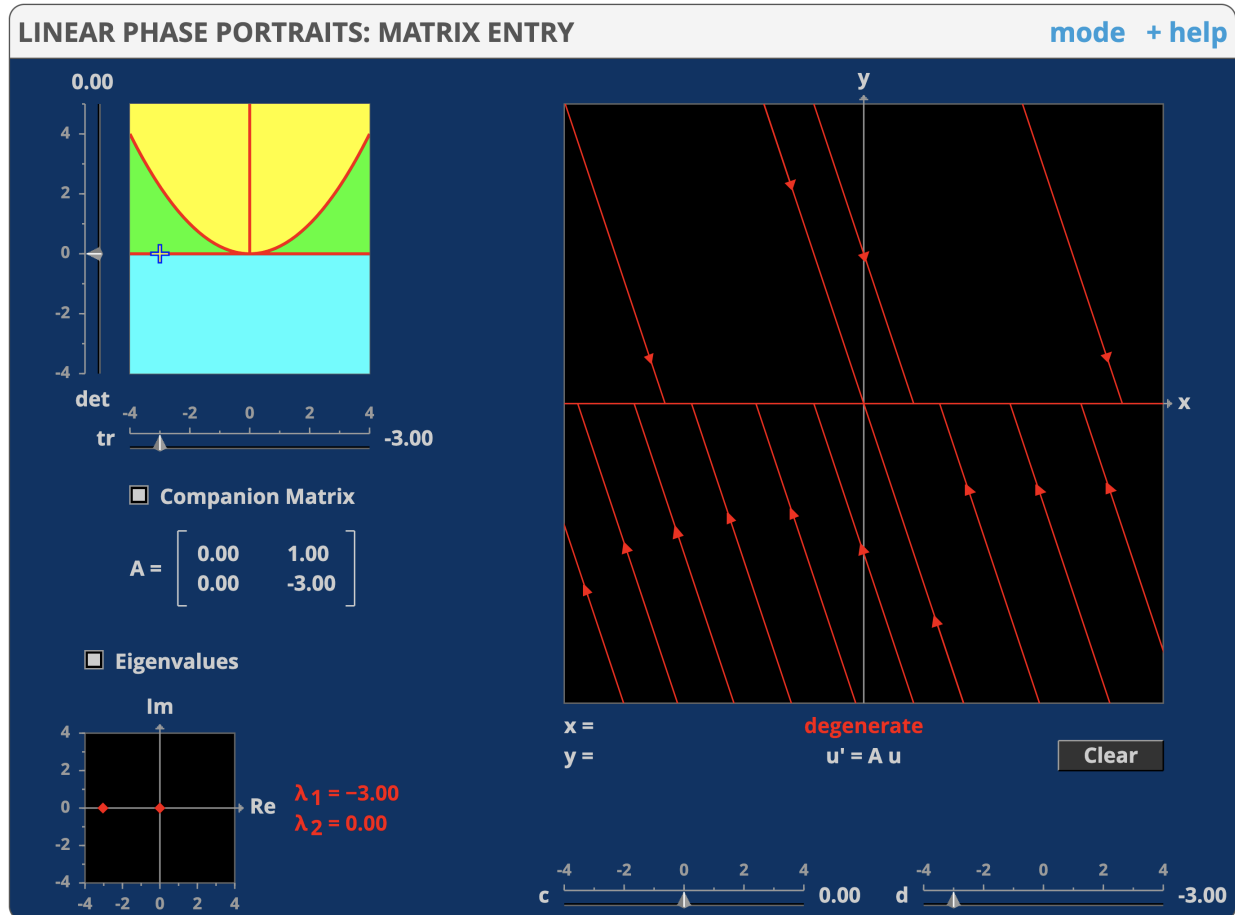 LINEAR PHASE PORTRAITS: MATRIX ENTRY
mode + help
0.00
4
2
0
-2
-4
det
-4 -2 0 2 4
tr
-3.00
Companion Matrix
A =
0.00 1.00
0.00 -3.00
Eigenvalues
Im
4
2
0
-2
-4
-4 -2 0 2 4
Re
λ1 = −3.00
λ2 = 0.00
y
x
x =
degenerate
y =
u' = A u
Clear
-4 -2 0 2 4
c
0.00
-4 -2 0 2 4
d
-3.00